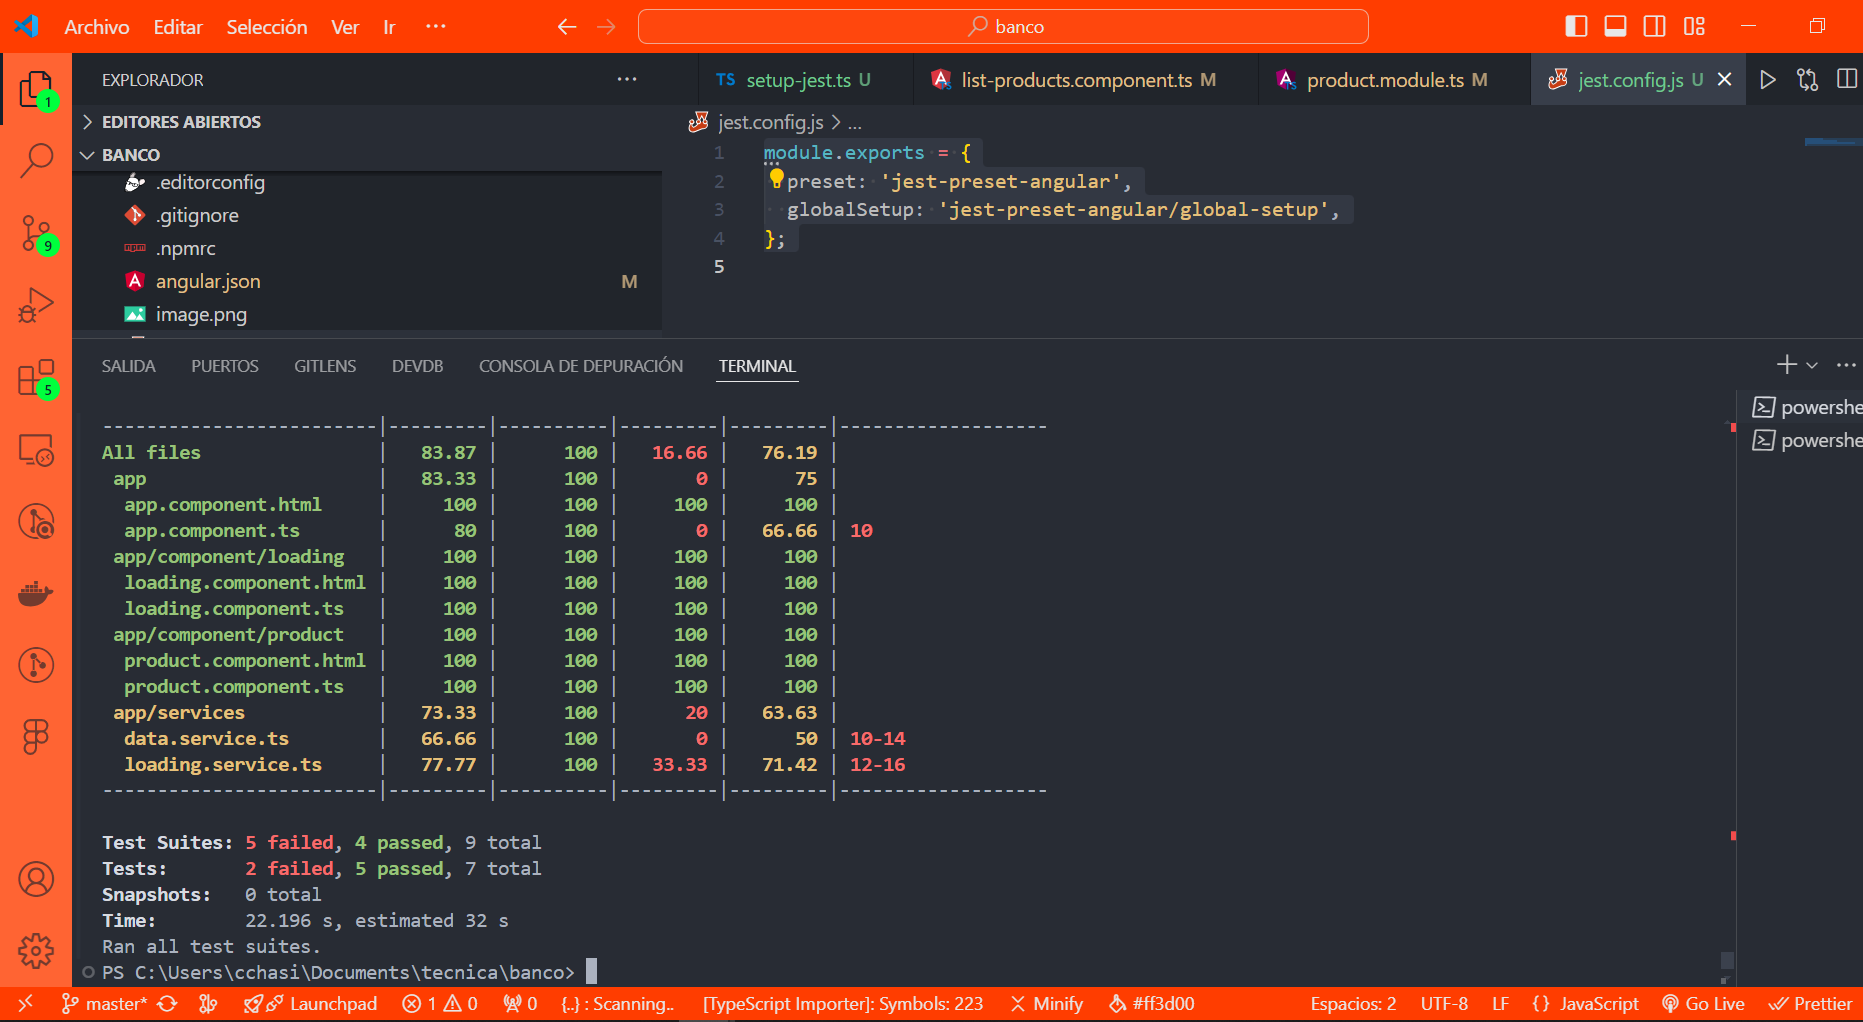 Archivo Editar Selección Ver Ir ··· banco
EXPLORADOR ···
TS setup-jest.ts U
list-products.component.ts M
product.module.ts M
jest.config.js U
1
EDITORES ABIERTOS
BANCO
.editorconfig
.gitignore
.npmrc
angular.json M
image.png
9
5
jest.config.js > ...
1 module.exports = {
2 preset: 'jest-preset-angular',
3 globalSetup: 'jest-preset-angular/global-setup',
4 };
5
SALIDA PUERTOS GITLENS DEVDB CONSOLA DE DEPURACIÓN TERMINAL
powershe
powershe
-------------------------|---------|----------|---------|---------|-------------------
All files | 83.87 | 100 | 16.66 | 76.19 |
app | 83.33 | 100 | 0 | 75 |
app.component.html | 100 | 100 | 100 | 100 |
app.component.ts | 80 | 100 | 0 | 66.66 | 10
app/component/loading | 100 | 100 | 100 | 100 |
loading.component.html | 100 | 100 | 100 | 100 |
loading.component.ts | 100 | 100 | 100 | 100 |
app/component/product | 100 | 100 | 100 | 100 |
product.component.html | 100 | 100 | 100 | 100 |
product.component.ts | 100 | 100 | 100 | 100 |
app/services | 73.33 | 100 | 20 | 63.63 |
data.service.ts | 66.66 | 100 | 0 | 50 | 10-14
loading.service.ts | 77.77 | 100 | 33.33 | 71.42 | 12-16
-------------------------|---------|----------|---------|---------|-------------------
Test Suites: 5 failed, 4 passed, 9 total
Tests: 2 failed, 5 passed, 7 total
Snapshots: 0 total
Time: 22.196 s, estimated 32 s
Ran all test suites.
PS C:\Users\cchasi\Documents\tecnica\banco>
master* Launchpad 1 0 0 {..} : Scanning.. [TypeScript Importer]: Symbols: 223 Minify #ff3d00 Espacios: 2 UTF-8 LF {} JavaScript Go Live Prettier